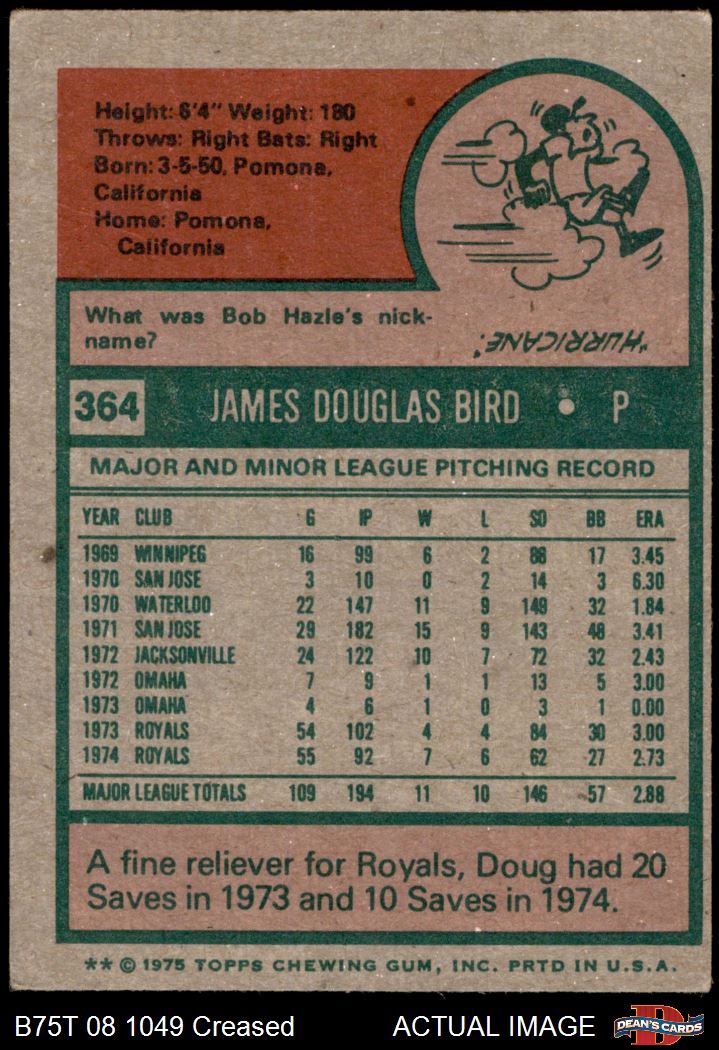 Height: 6'4" Weight: 180
Throws: Right Bats: Right
Born: 3-5-50, Pomona,
California
Home: Pomona,
California
What was Bob Hazle's nick-
name?
"HURRICANE."
364 JAMES DOUGLAS BIRD • P
MAJOR AND MINOR LEAGUE PITCHING RECORD
YEAR CLUB G IP W L SO BB ERA
1969 WINNIPEG 16 99 6 2 88 17 3.45
1970 SAN JOSE 3 10 0 2 14 3 6.30
1970 WATERLOO 22 147 11 9 149 32 1.84
1971 SAN JOSE 29 182 15 9 143 48 3.41
1972 JACKSONVILLE 24 122 10 7 72 32 2.43
1972 OMAHA 7 9 1 1 13 5 3.00
1973 OMAHA 4 6 1 0 3 1 0.00
1973 ROYALS 54 102 4 4 84 30 3.00
1974 ROYALS 55 92 7 6 62 27 2.73
MAJOR LEAGUE TOTALS 109 194 11 10 146 57 2.88
A fine reliever for Royals, Doug had 20
Saves in 1973 and 10 Saves in 1974.
** © 1975 TOPPS CHEWING GUM, INC. PRTD IN U.S.A.
B75T 08 1049 Creased ACTUAL IMAGE DEAN'S CARDS